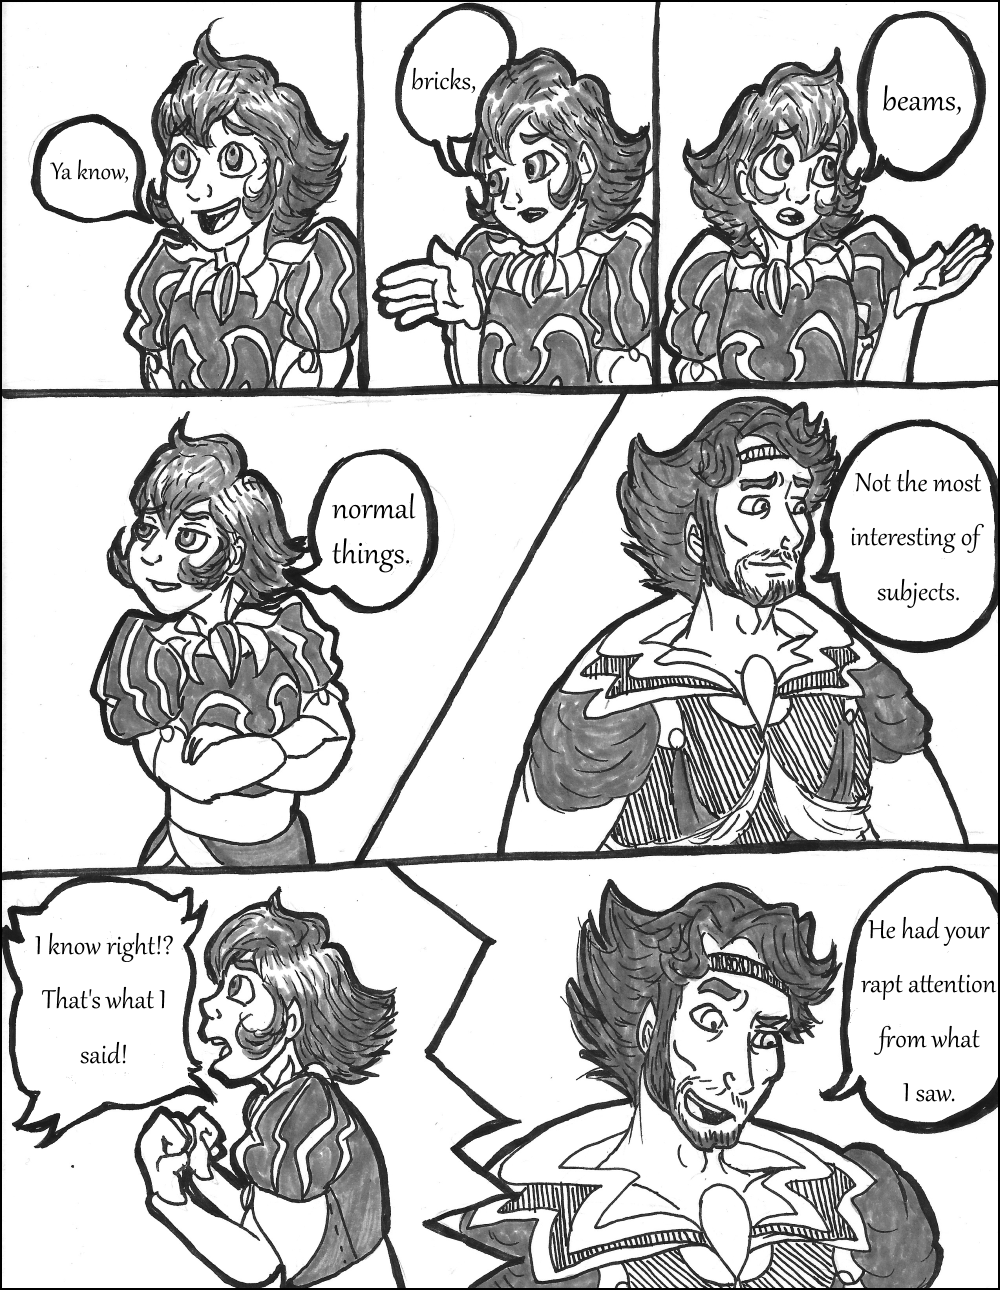 Ya know,
bricks,
beams,
normal
things.
Not the most
interesting of
subjects.
I know right!?
That's what I
said!
He had your
rapt attention
from what
I saw.